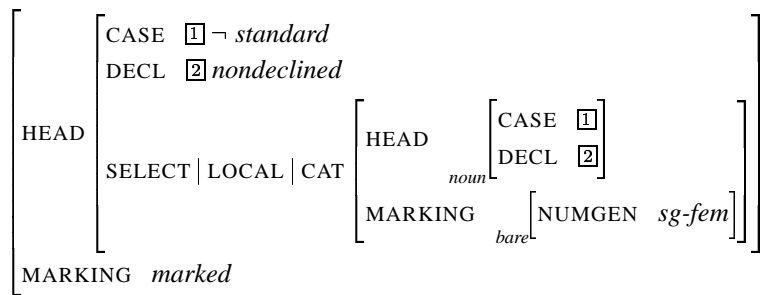 CASE 1 ¬ standard
DECL 2 nondeclined
HEAD
CASE 1
HEAD
DECL 2
SELECT | LOCAL | CAT
noun
MARKING bare NUMGEN sg-fem
MARKING marked